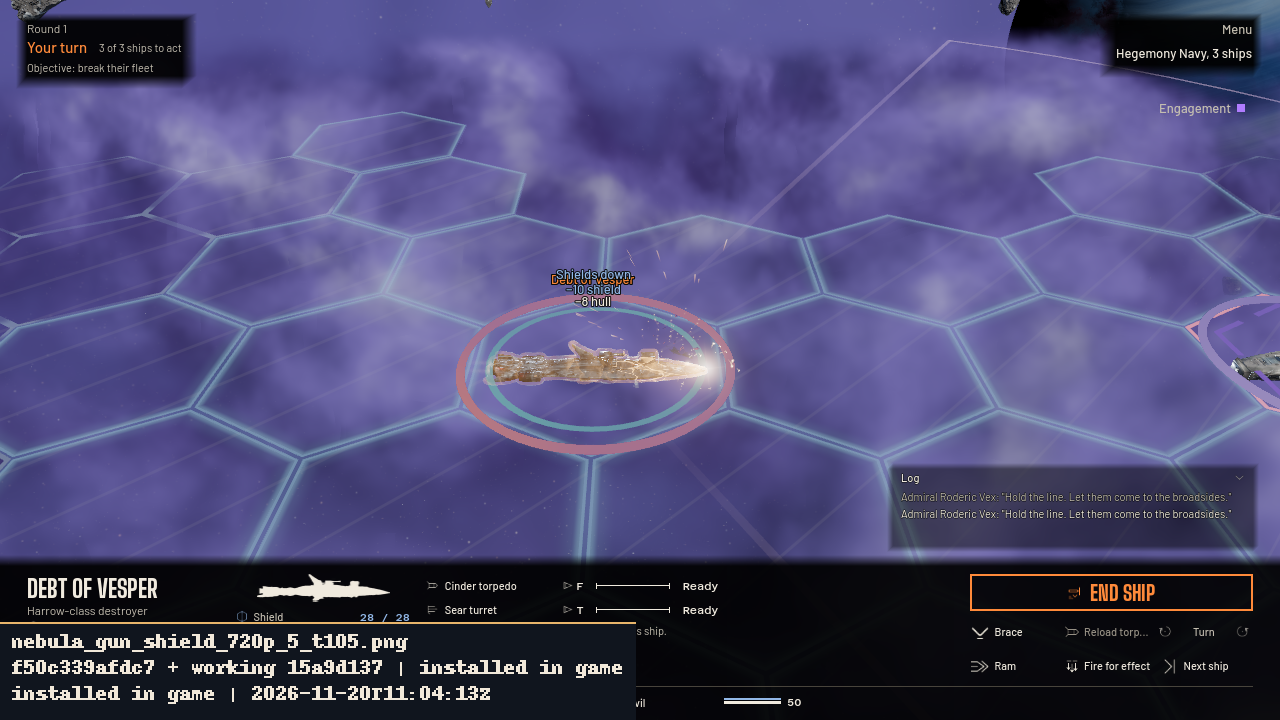 Round 1
Your turn 3 of 3 ships to act
Objective: break their fleet
Menu
Hegemony Navy, 3 ships
Engagement
Shields down
Debt of Vesper
−10 shield
−8 hull
Log
Admiral Roderic Vex: "Hold the line. Let them come to the broadsides."
Admiral Roderic Vex: "Hold the line. Let them come to the broadsides."
DEBT OF VESPER
Harrow-class destroyer
Shield 28 / 28
Cinder torpedo F Ready
Sear turret T Ready
s ship.
END SHIP
Brace Reload torp... Turn
Ram Fire for effect Next ship
50
nebula_gun_shield_720p_5_t105.png
f50c339afdc7 + working 15a9d137 | installed in game
installed in game | 2026-11-20T11:04:13Z